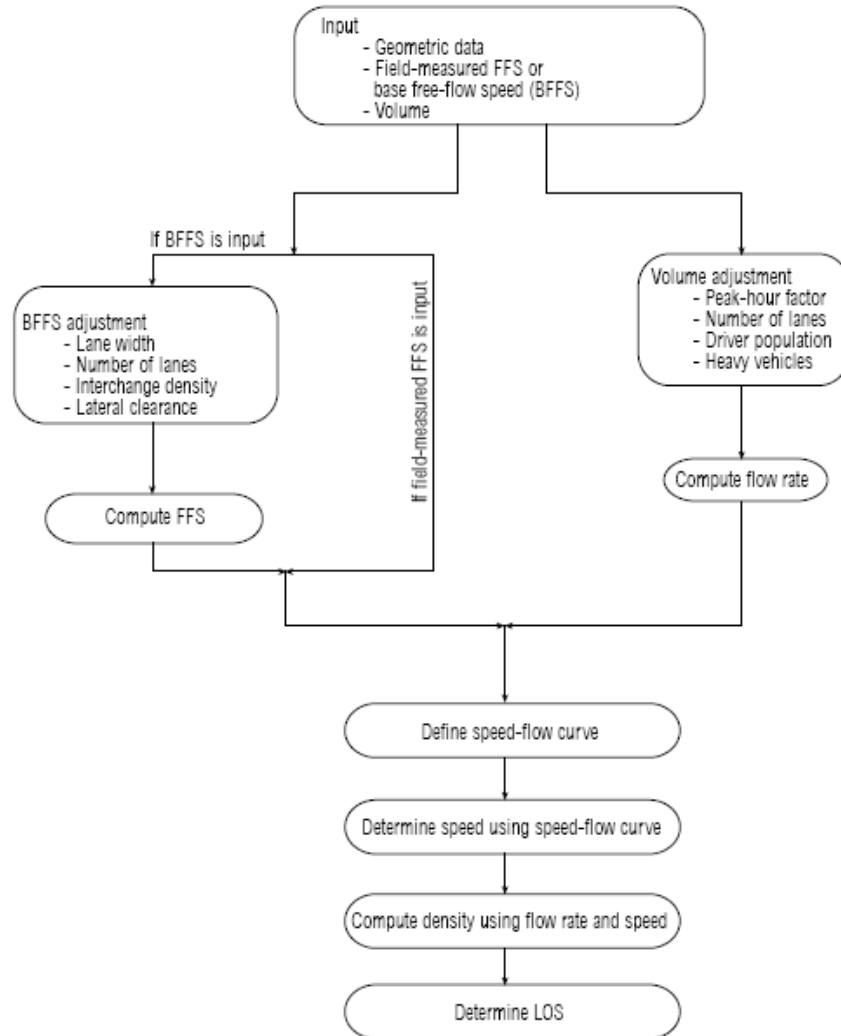 Input
- Geometric data
- Field-measured FFS or
base free-flow speed (BFFS)
- Volume
If BFFS is input
If field-measured FFS is input
BFFS adjustment
- Lane width
- Number of lanes
- Interchange density
- Lateral clearance
Compute FFS
Volume adjustment
- Peak-hour factor
- Number of lanes
- Driver population
- Heavy vehicles
Compute flow rate
Define speed-flow curve
Determine speed using speed-flow curve
Compute density using flow rate and speed
Determine LOS